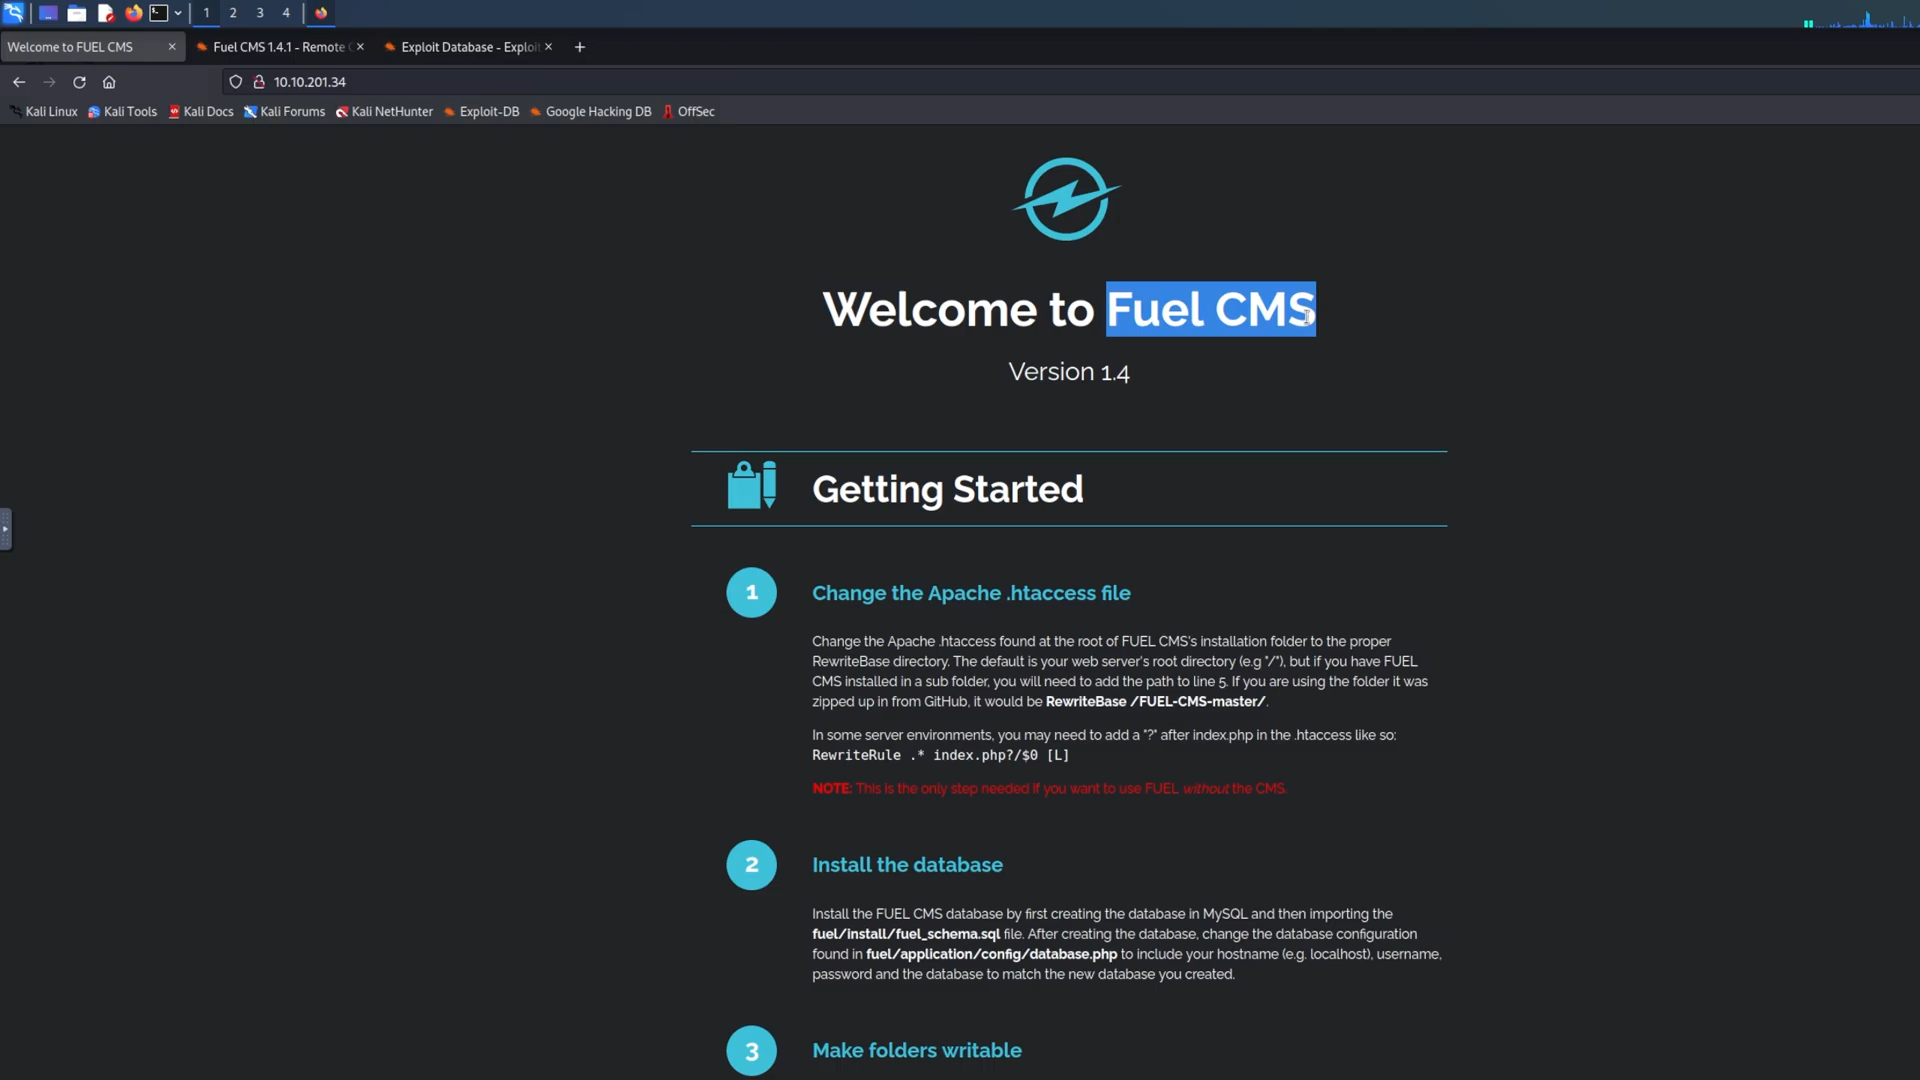 1 2 3 4
Welcome to FUEL CMS
Fuel CMS 1.4.1 - Remote
Exploit Database - Exploit
10.10.201.34
Kali Linux
Kali Tools
Kali Docs
Kali Forums
Kali NetHunter
Exploit-DB
Google Hacking DB
OffSec
Welcome to Fuel CMS
Version 1.4
Getting Started
1
Change the Apache .htaccess file
Change the Apache .htaccess found at the root of FUEL CMS's installation folder to the proper
RewriteBase directory. The default is your web server's root directory (e.g "/"), but if you have FUEL
CMS installed in a sub folder, you will need to add the path to line 5. If you are using the folder it was
zipped up in from GitHub, it would be RewriteBase /FUEL-CMS-master/.
In some server environments, you may need to add a "?" after index.php in the .htaccess like so:
RewriteRule .* index.php?/$0 [L]
NOTE: This is the only step needed if you want to use FUEL without the CMS.
2
Install the database
Install the FUEL CMS database by first creating the database in MySQL and then importing the
fuel/install/fuel_schema.sql file. After creating the database, change the database configuration
found in fuel/application/config/database.php to include your hostname (e.g. localhost), username,
password and the database to match the new database you created.
3
Make folders writable